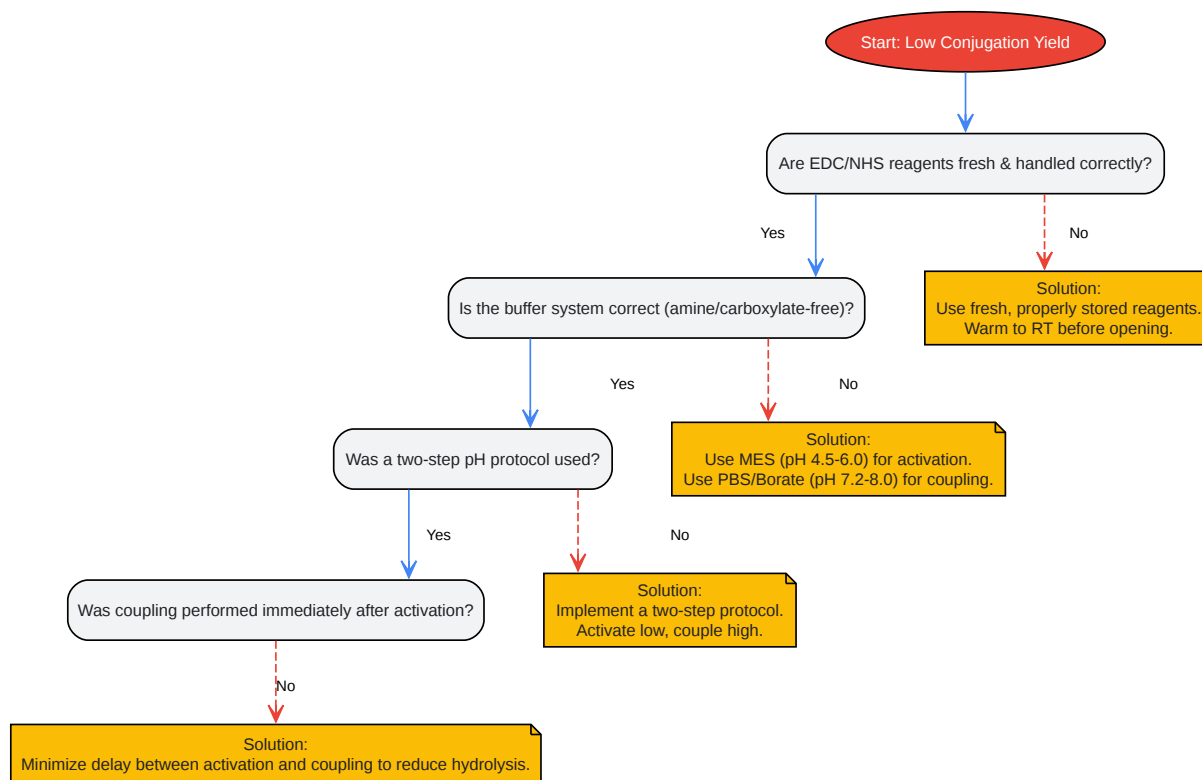 Start: Low Conjugation Yield
Are EDC/NHS reagents fresh & handled correctly?
Yes
No
Solution:
Use fresh, properly stored reagents.
Warm to RT before opening.
Is the buffer system correct (amine/carboxylate-free)?
Yes
No
Solution:
Use MES (pH 4.5-6.0) for activation.
Use PBS/Borate (pH 7.2-8.0) for coupling.
Was a two-step pH protocol used?
Yes
No
Solution:
Implement a two-step protocol.
Activate low, couple high.
Was coupling performed immediately after activation?
No
Solution:
Minimize delay between activation and coupling to reduce hydrolysis.